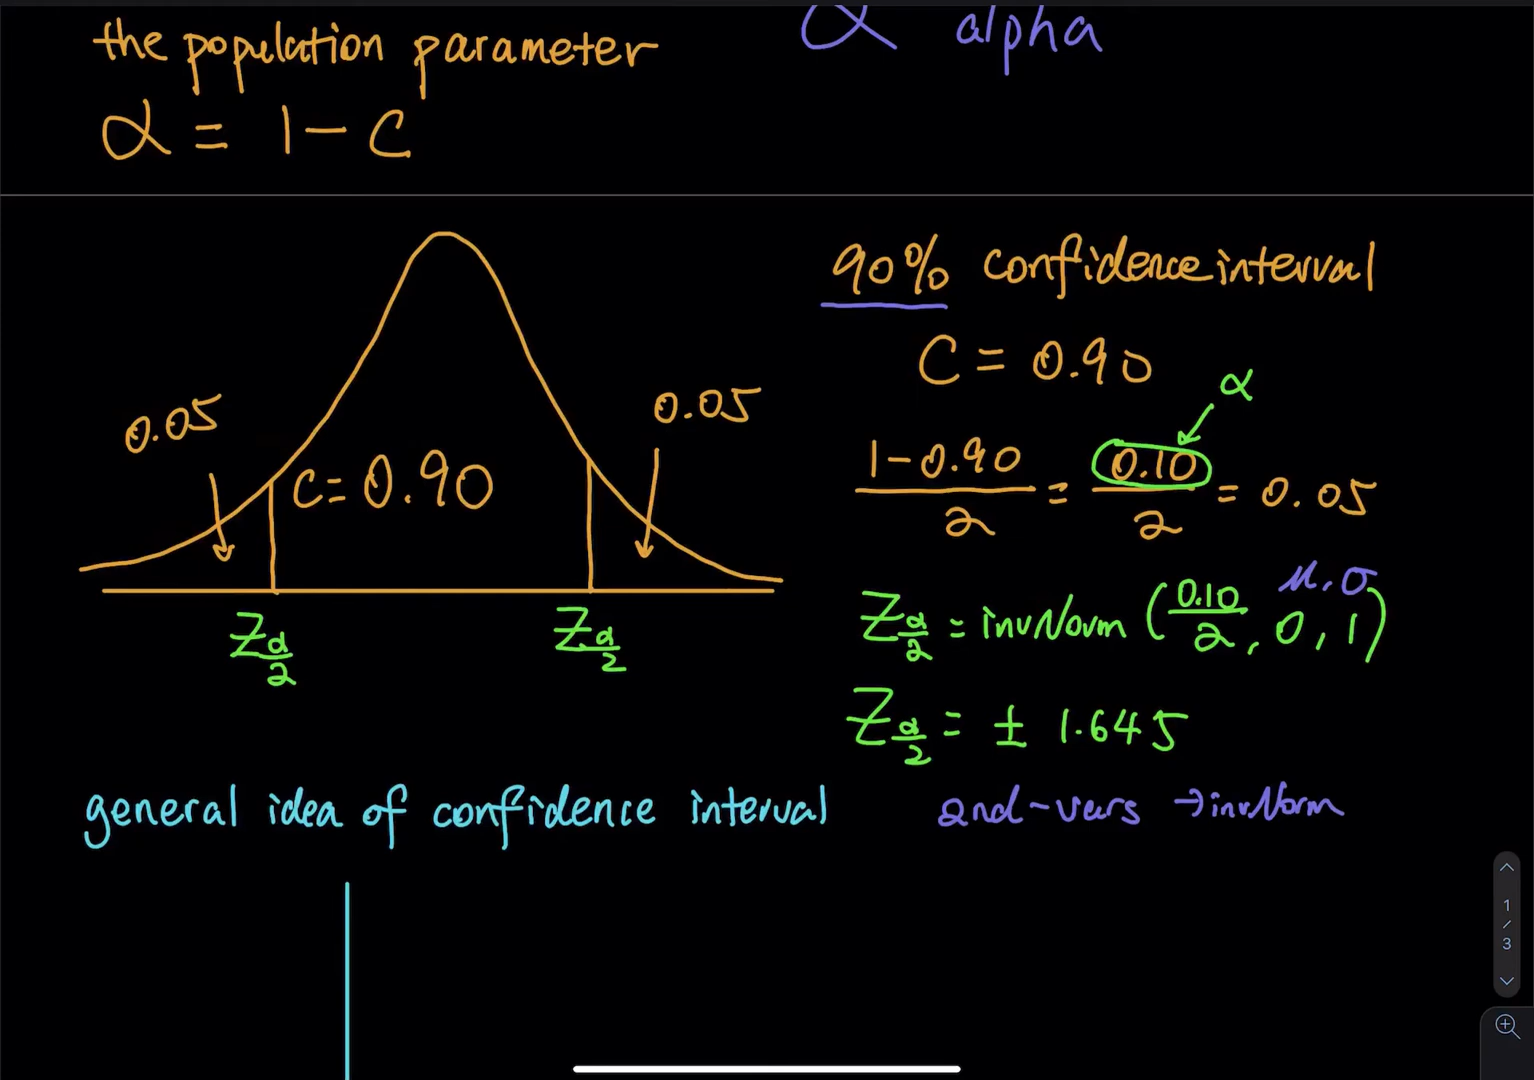 the population parameter
α alpha
α = 1 - c
90% confidence interval
C = 0.90
α
0.05
0.05
C = 0.90
1-0.90/2 = 0.10/2 = 0.05
μ, σ
Zα/2 = invNorm (0.10/2, 0, 1)
Zα/2
Zα/2
Zα/2 = ± 1.645
general idea of confidence interval
2nd-vars → invNorm
1
/
3